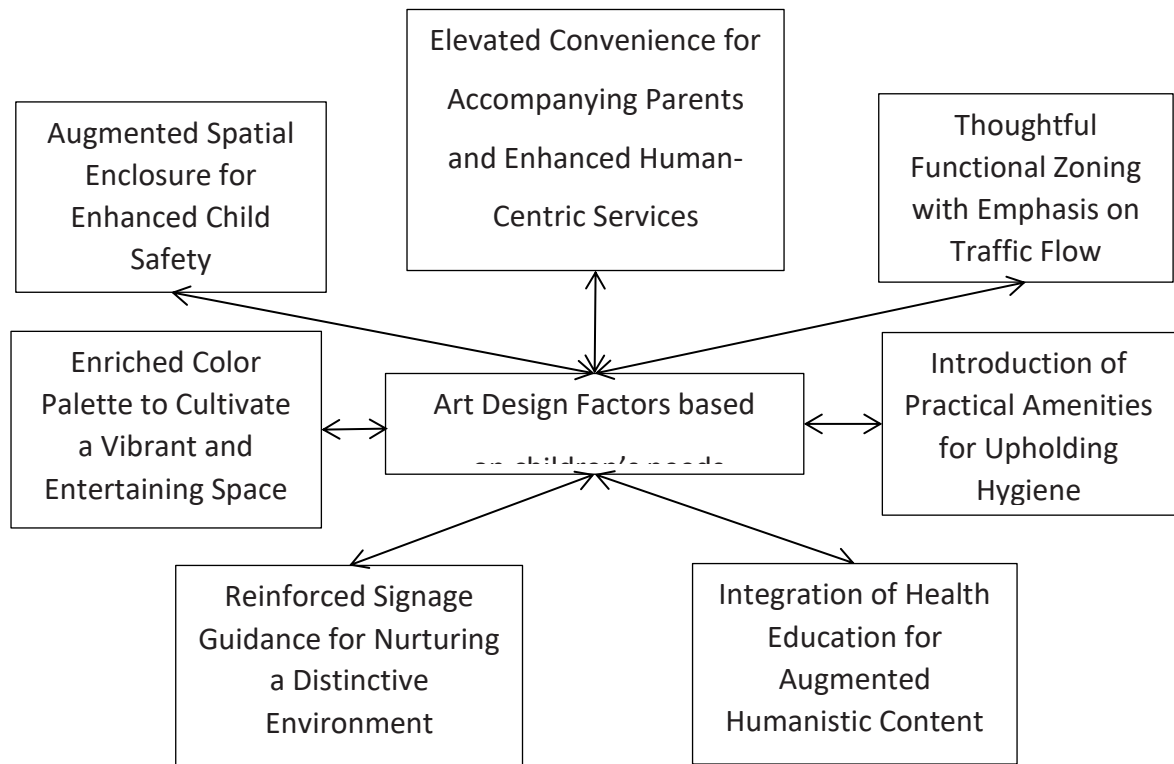 Elevated Convenience for
Accompanying Parents
and Enhanced Human-
Centric Services
Augmented Spatial
Enclosure for
Enhanced Child
Safety
Thoughtful
Functional Zoning
with Emphasis on
Traffic Flow
Enriched Color
Palette to Cultivate
a Vibrant and
Entertaining Space
Art Design Factors based
on children's needs
Introduction of
Practical Amenities
for Upholding
Hygiene
Reinforced Signage
Guidance for Nurturing
a Distinctive
Environment
Integration of Health
Education for
Augmented
Humanistic Content